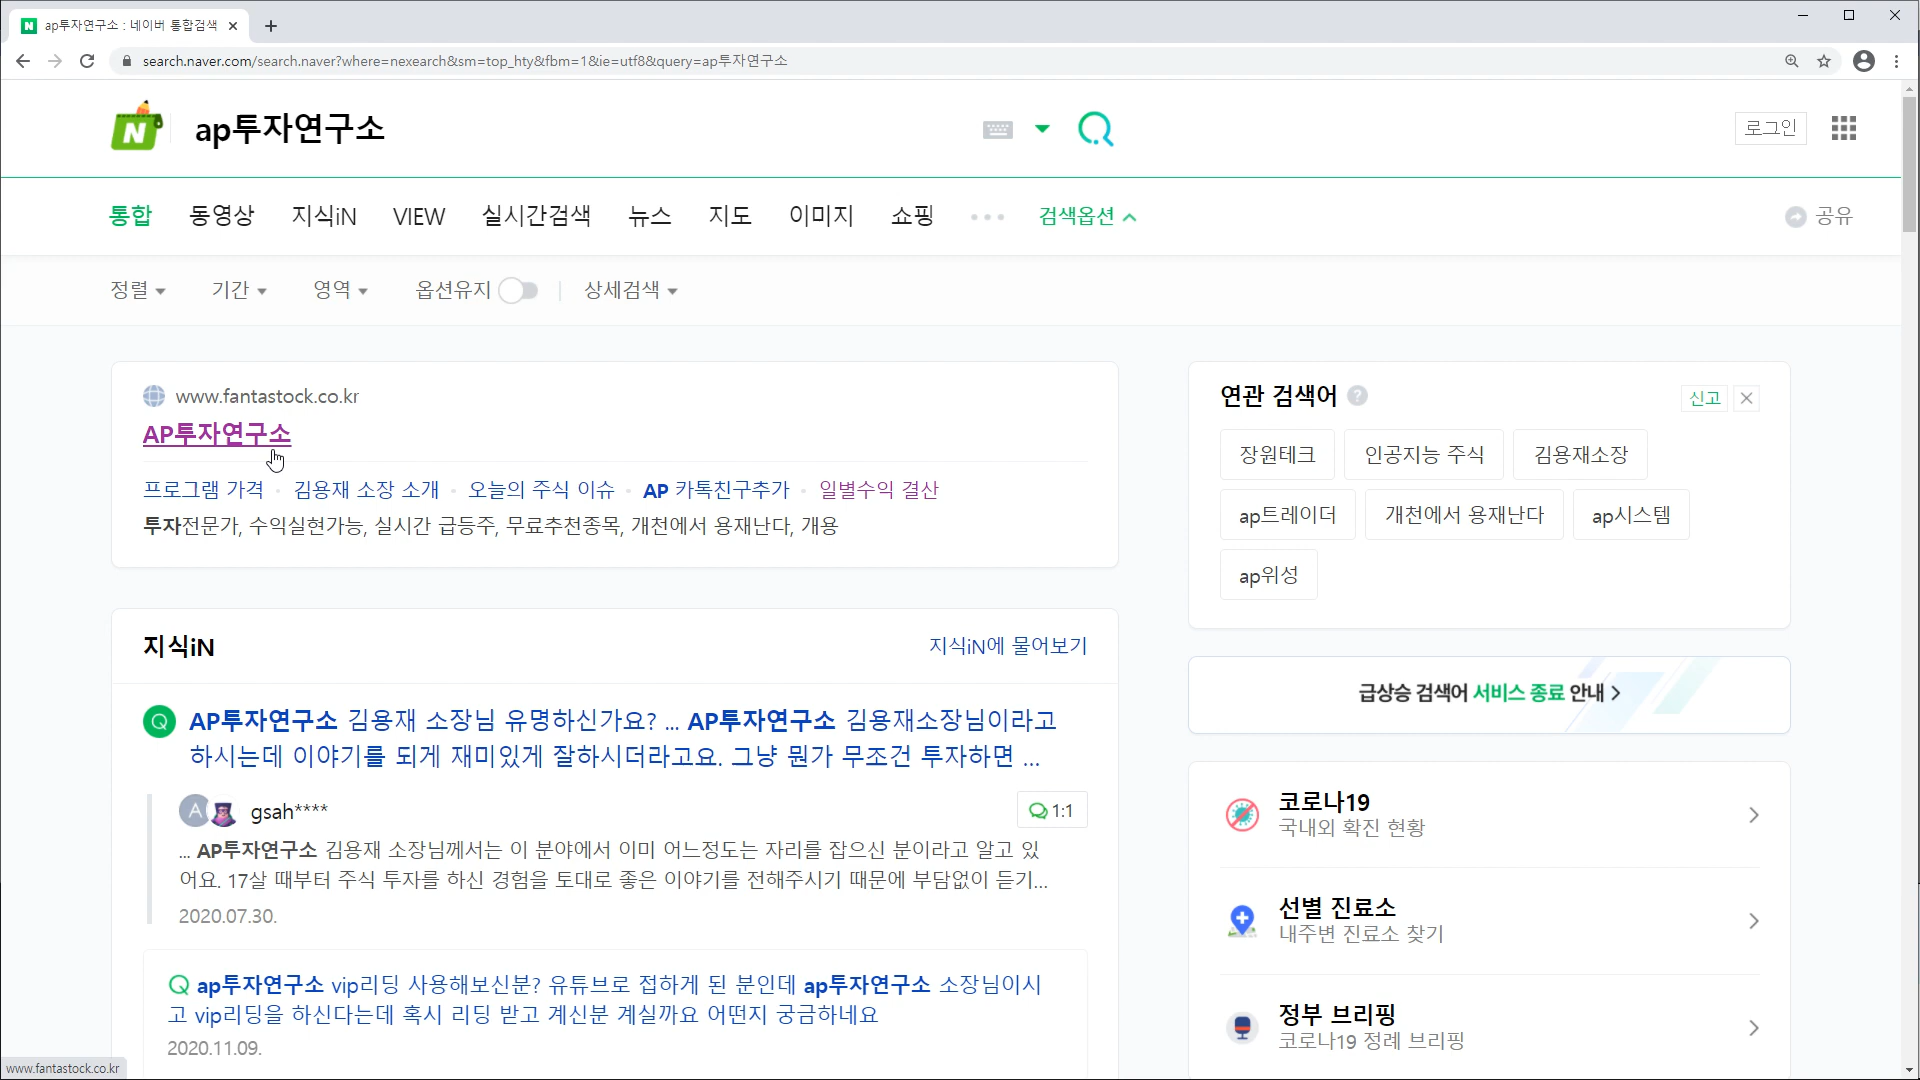 ap투자연구소 : 네이버 통합검색
search.naver.com/search.naver?where=nexearch&sm=top_hty&fbm=1&ie=utf8&query=ap투자연구소
N
ap투자연구소
로그인
통합 동영상 지식iN VIEW 실시간검색 뉴스 지도 이미지 쇼핑 검색옵션 공유
정렬 기간 영역 옵션유지 상세검색
www.fantastock.co.kr
AP투자연구소
프로그램 가격 · 김용재 소장 소개 · 오늘의 주식 이슈 · AP 카톡친구추가 · 일별수익 결산
투자전문가, 수익실현가능, 실시간 급등주, 무료추천종목, 개천에서 용재난다, 개용
연관 검색어 ?
신고
장원테크 인공지능 주식 김용재소장
ap트레이더 개천에서 용재난다 ap시스템
ap위성
지식iN 지식iN에 물어보기
Q AP투자연구소 김용재 소장님 유명하신가요? ... AP투자연구소 김용재소장님이라고
하시는데 이야기를 되게 재미있게 잘하시더라고요. 그냥 뭔가 무조건 투자하면 ...
A gsah**** 1:1
... AP투자연구소 김용재 소장님께서는 이 분야에서 이미 어느정도는 자리를 잡으신 분이라고 알고 있
어요. 17살 때부터 주식 투자를 하신 경험을 토대로 좋은 이야기를 전해주시기 때문에 부담없이 듣기...
2020.07.30.
Q ap투자연구소 vip리딩 사용해보신분? 유튜브로 접하게 된 분인데 ap투자연구소 소장님이시
고 vip리딩을 하신다는데 혹시 리딩 받고 계신분 계실까요 어떤지 궁금하네요
2020.11.09.
급상승 검색어 서비스 종료 안내
코로나19
국내외 확진 현황
선별 진료소
내주변 진료소 찾기
정부 브리핑
코로나19 정례 브리핑
www.fantastock.co.kr